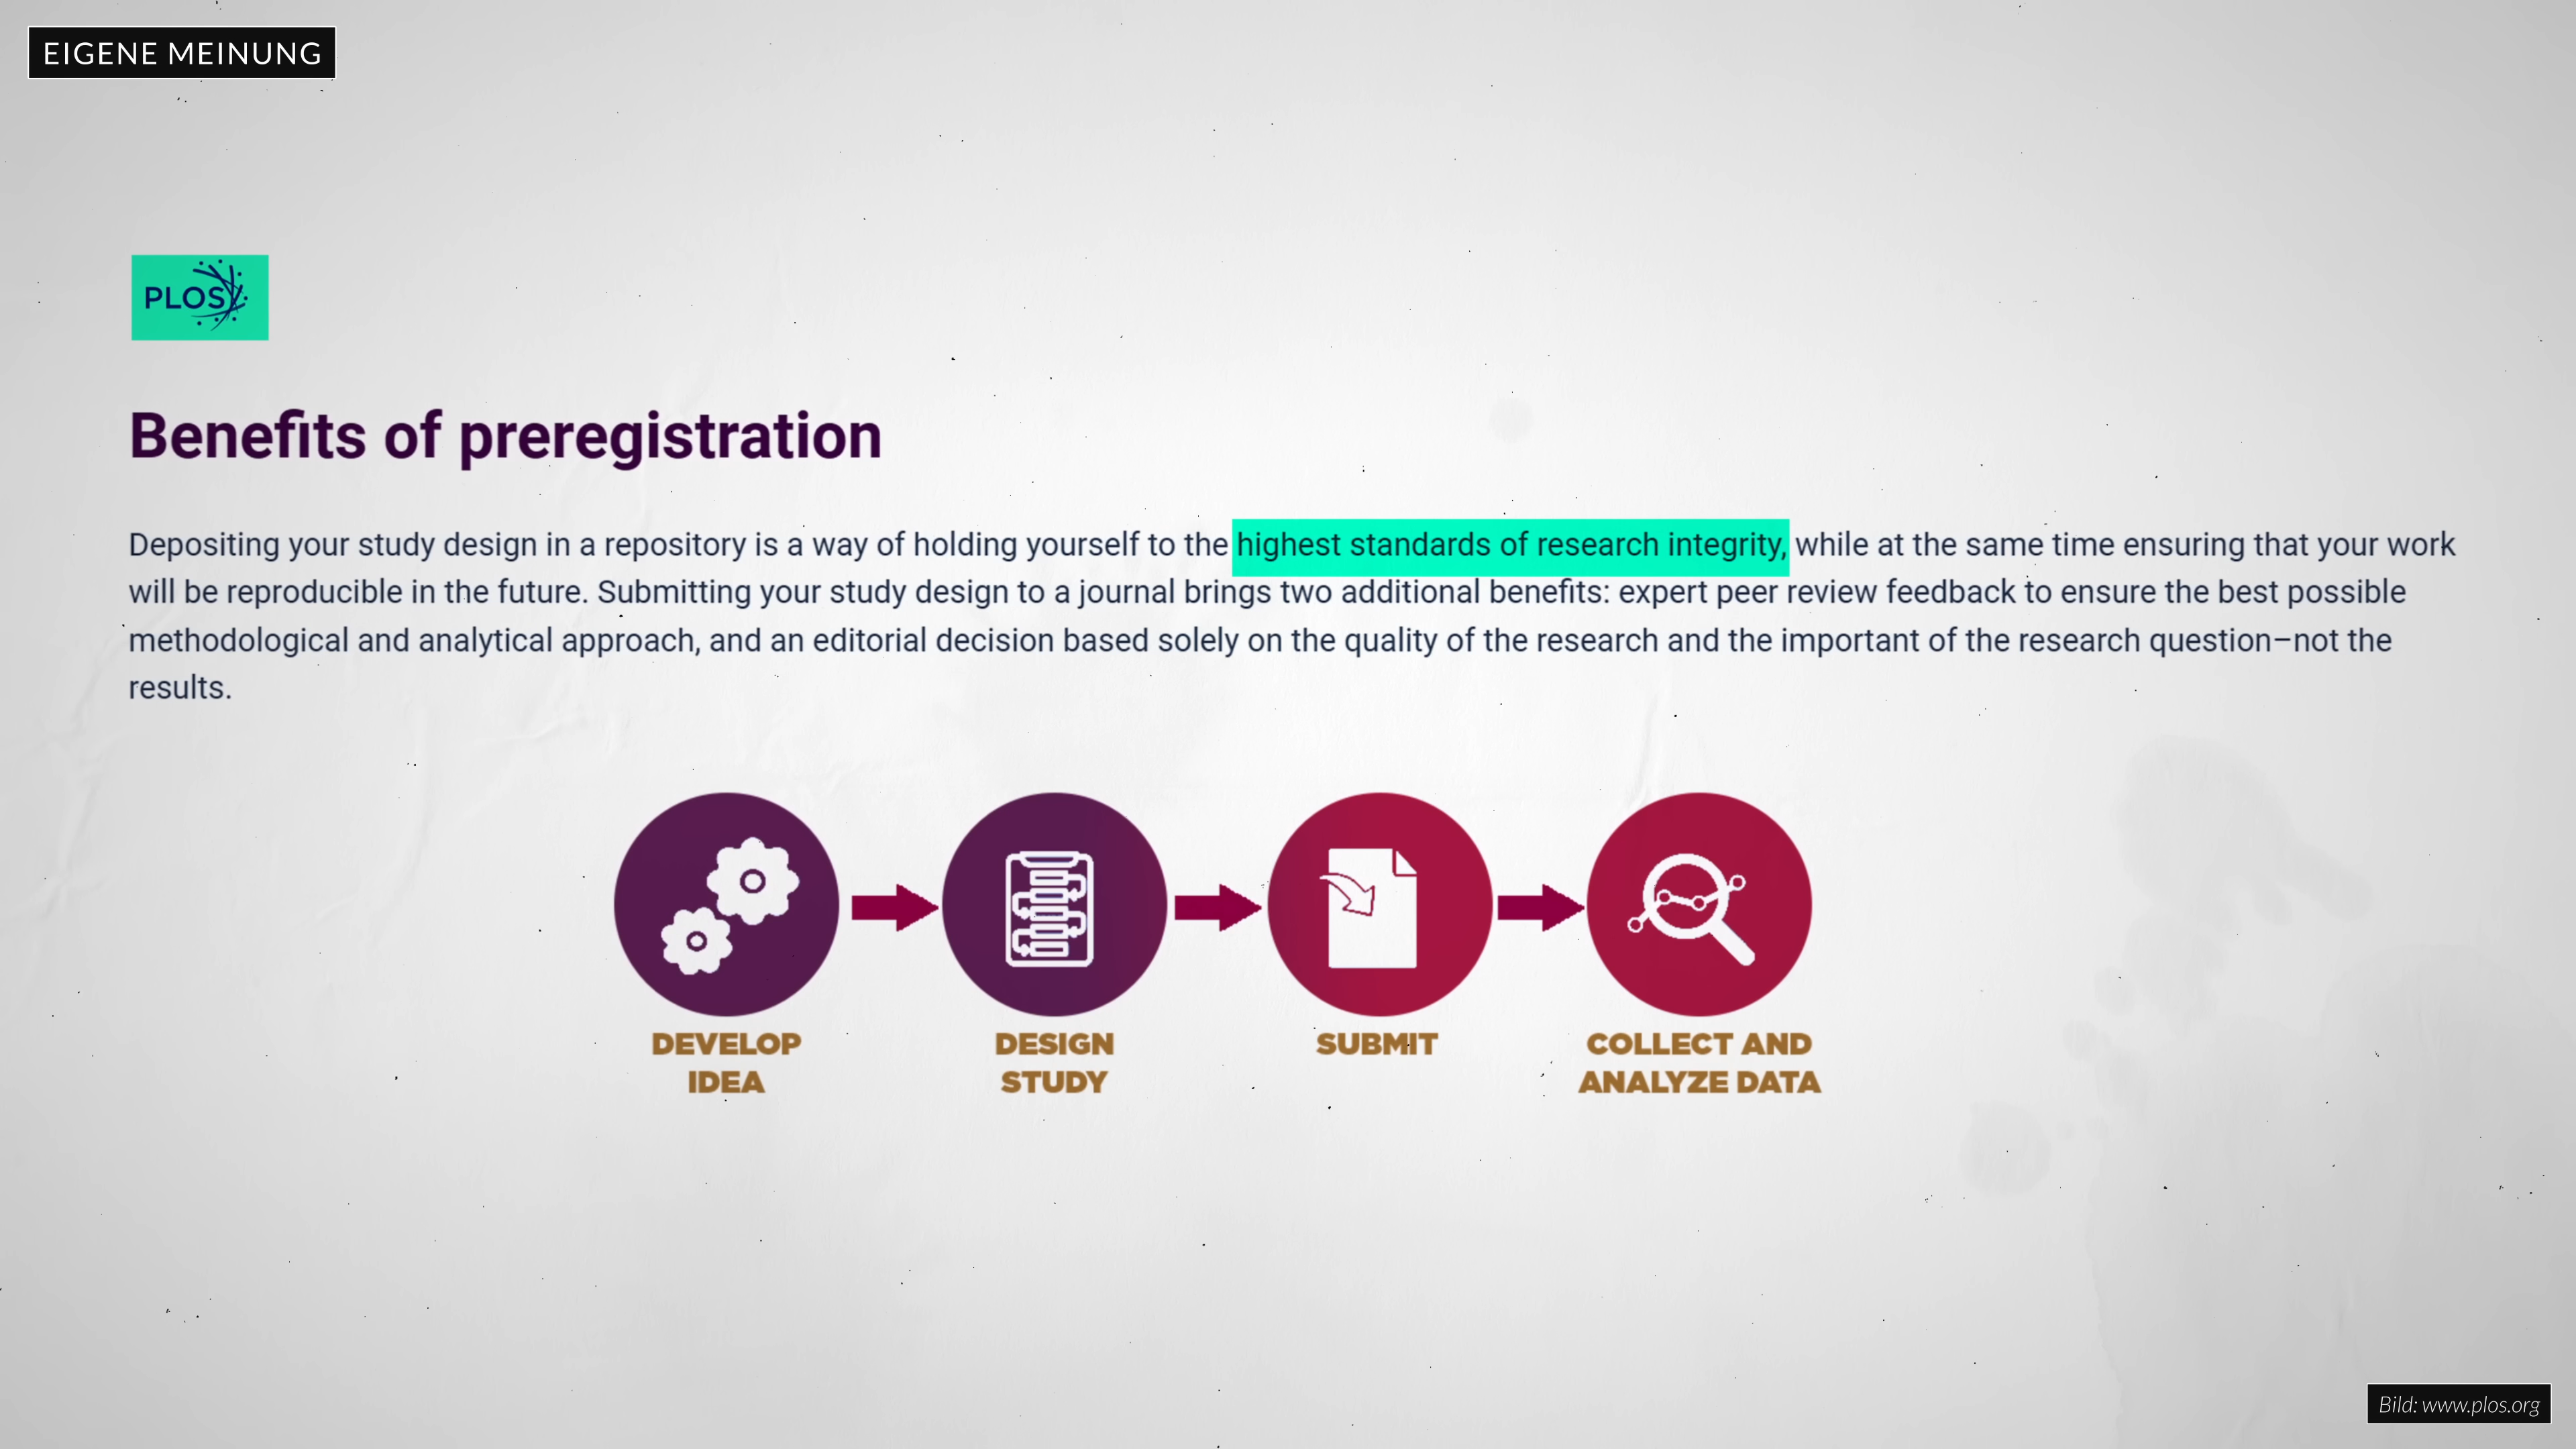 EIGENE MEINUNG
PLOS
Benefits of preregistration
Depositing your study design in a repository is a way of holding yourself to the highest standards of research integrity, while at the same time ensuring that your work
will be reproducible in the future. Submitting your study design to a journal brings two additional benefits: expert peer review feedback to ensure the best possible
methodological and analytical approach, and an editorial decision based solely on the quality of the research and the important of the research question–not the
results.
DEVELOP
IDEA
DESIGN
STUDY
SUBMIT
COLLECT AND
ANALYZE DATA
Bild: www.plos.org